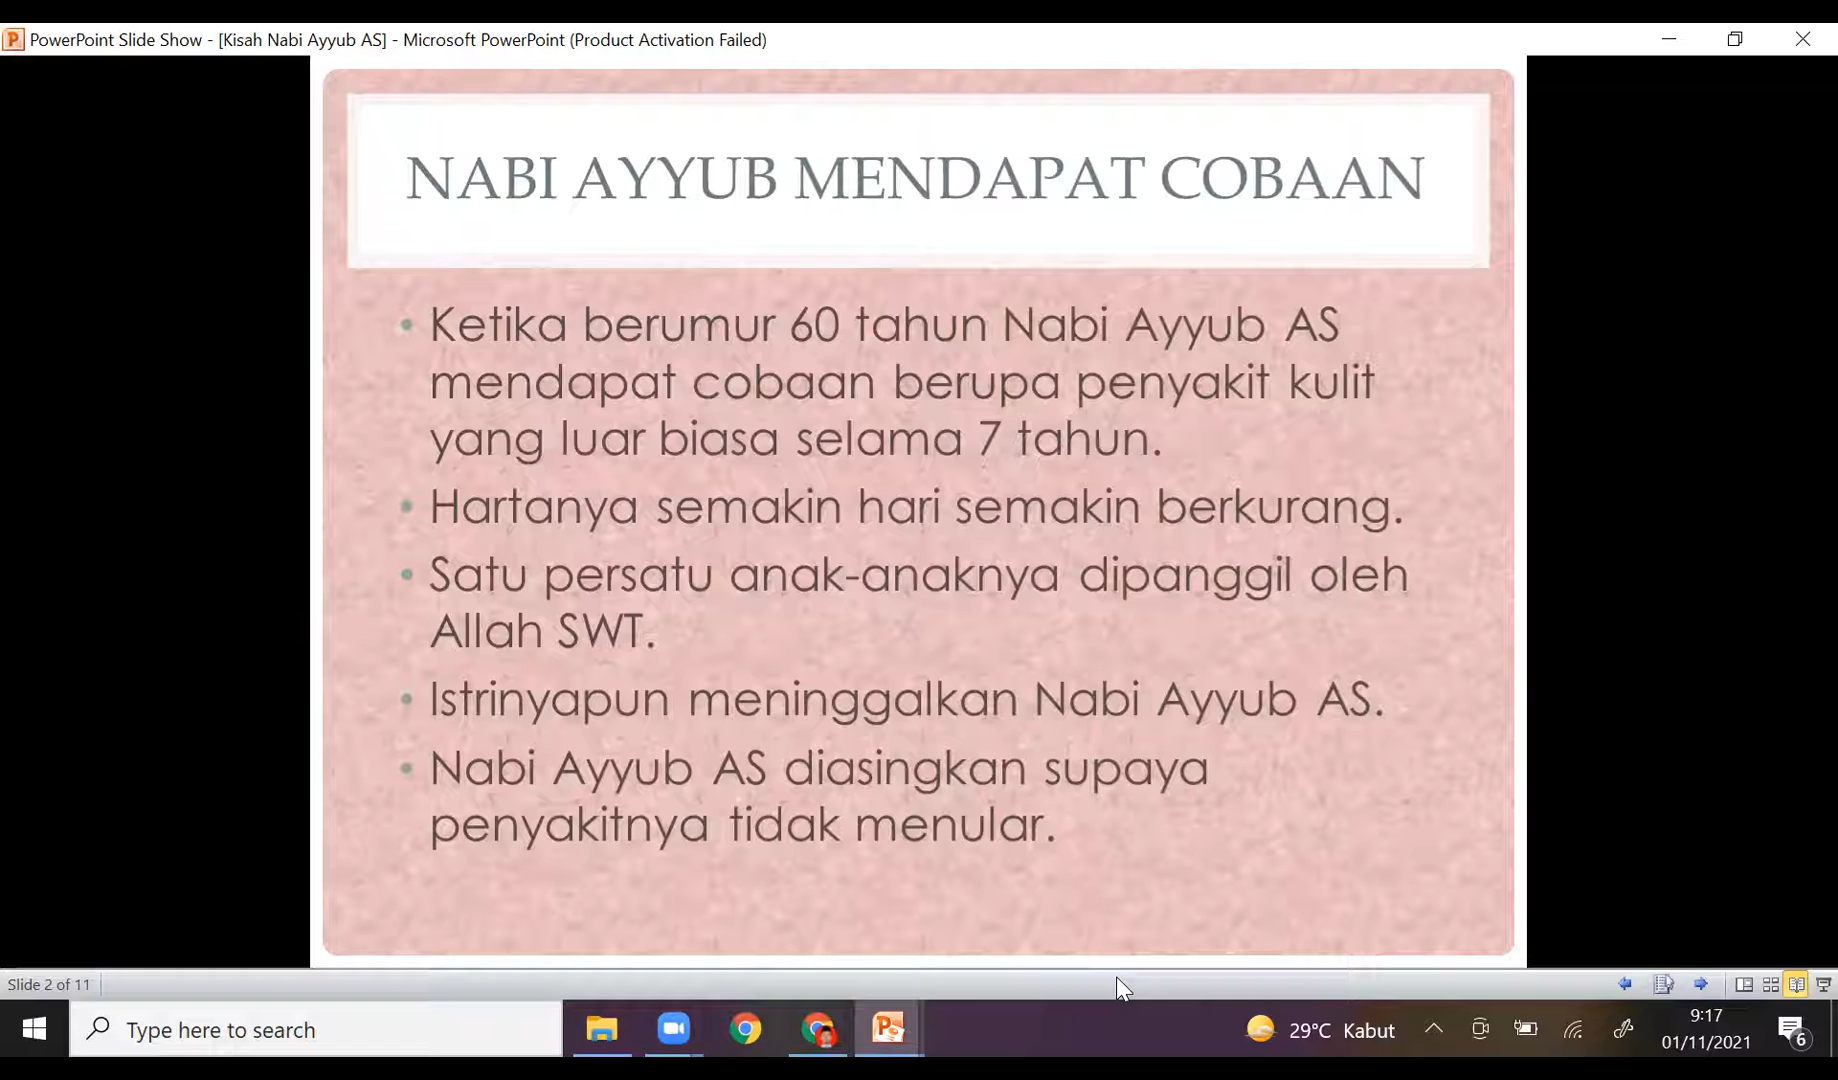 PowerPoint Slide Show - [Kisah Nabi Ayyub AS] - Microsoft PowerPoint (Product Activation Failed)
NABI AYYUB MENDAPAT COBAAN
• Ketika berumur 60 tahun Nabi Ayyub AS
mendapat cobaan berupa penyakit kulit
yang luar biasa selama 7 tahun.
• Hartanya semakin hari semakin berkurang.
• Satu persatu anak-anaknya dipanggil oleh
Allah SWT.
• Istrinyapun meninggalkan Nabi Ayyub AS.
• Nabi Ayyub AS diasingkan supaya
penyakitnya tidak menular.
Slide 2 of 11
Type here to search
29°C Kabut
9:17
01/11/2021
6